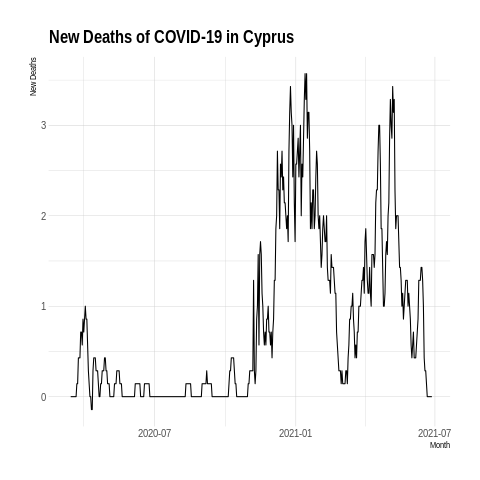 New Deaths of COVID-19 in Cyprus
New Deaths
3
2
1
0
2020-07
2021-01
2021-07
Month